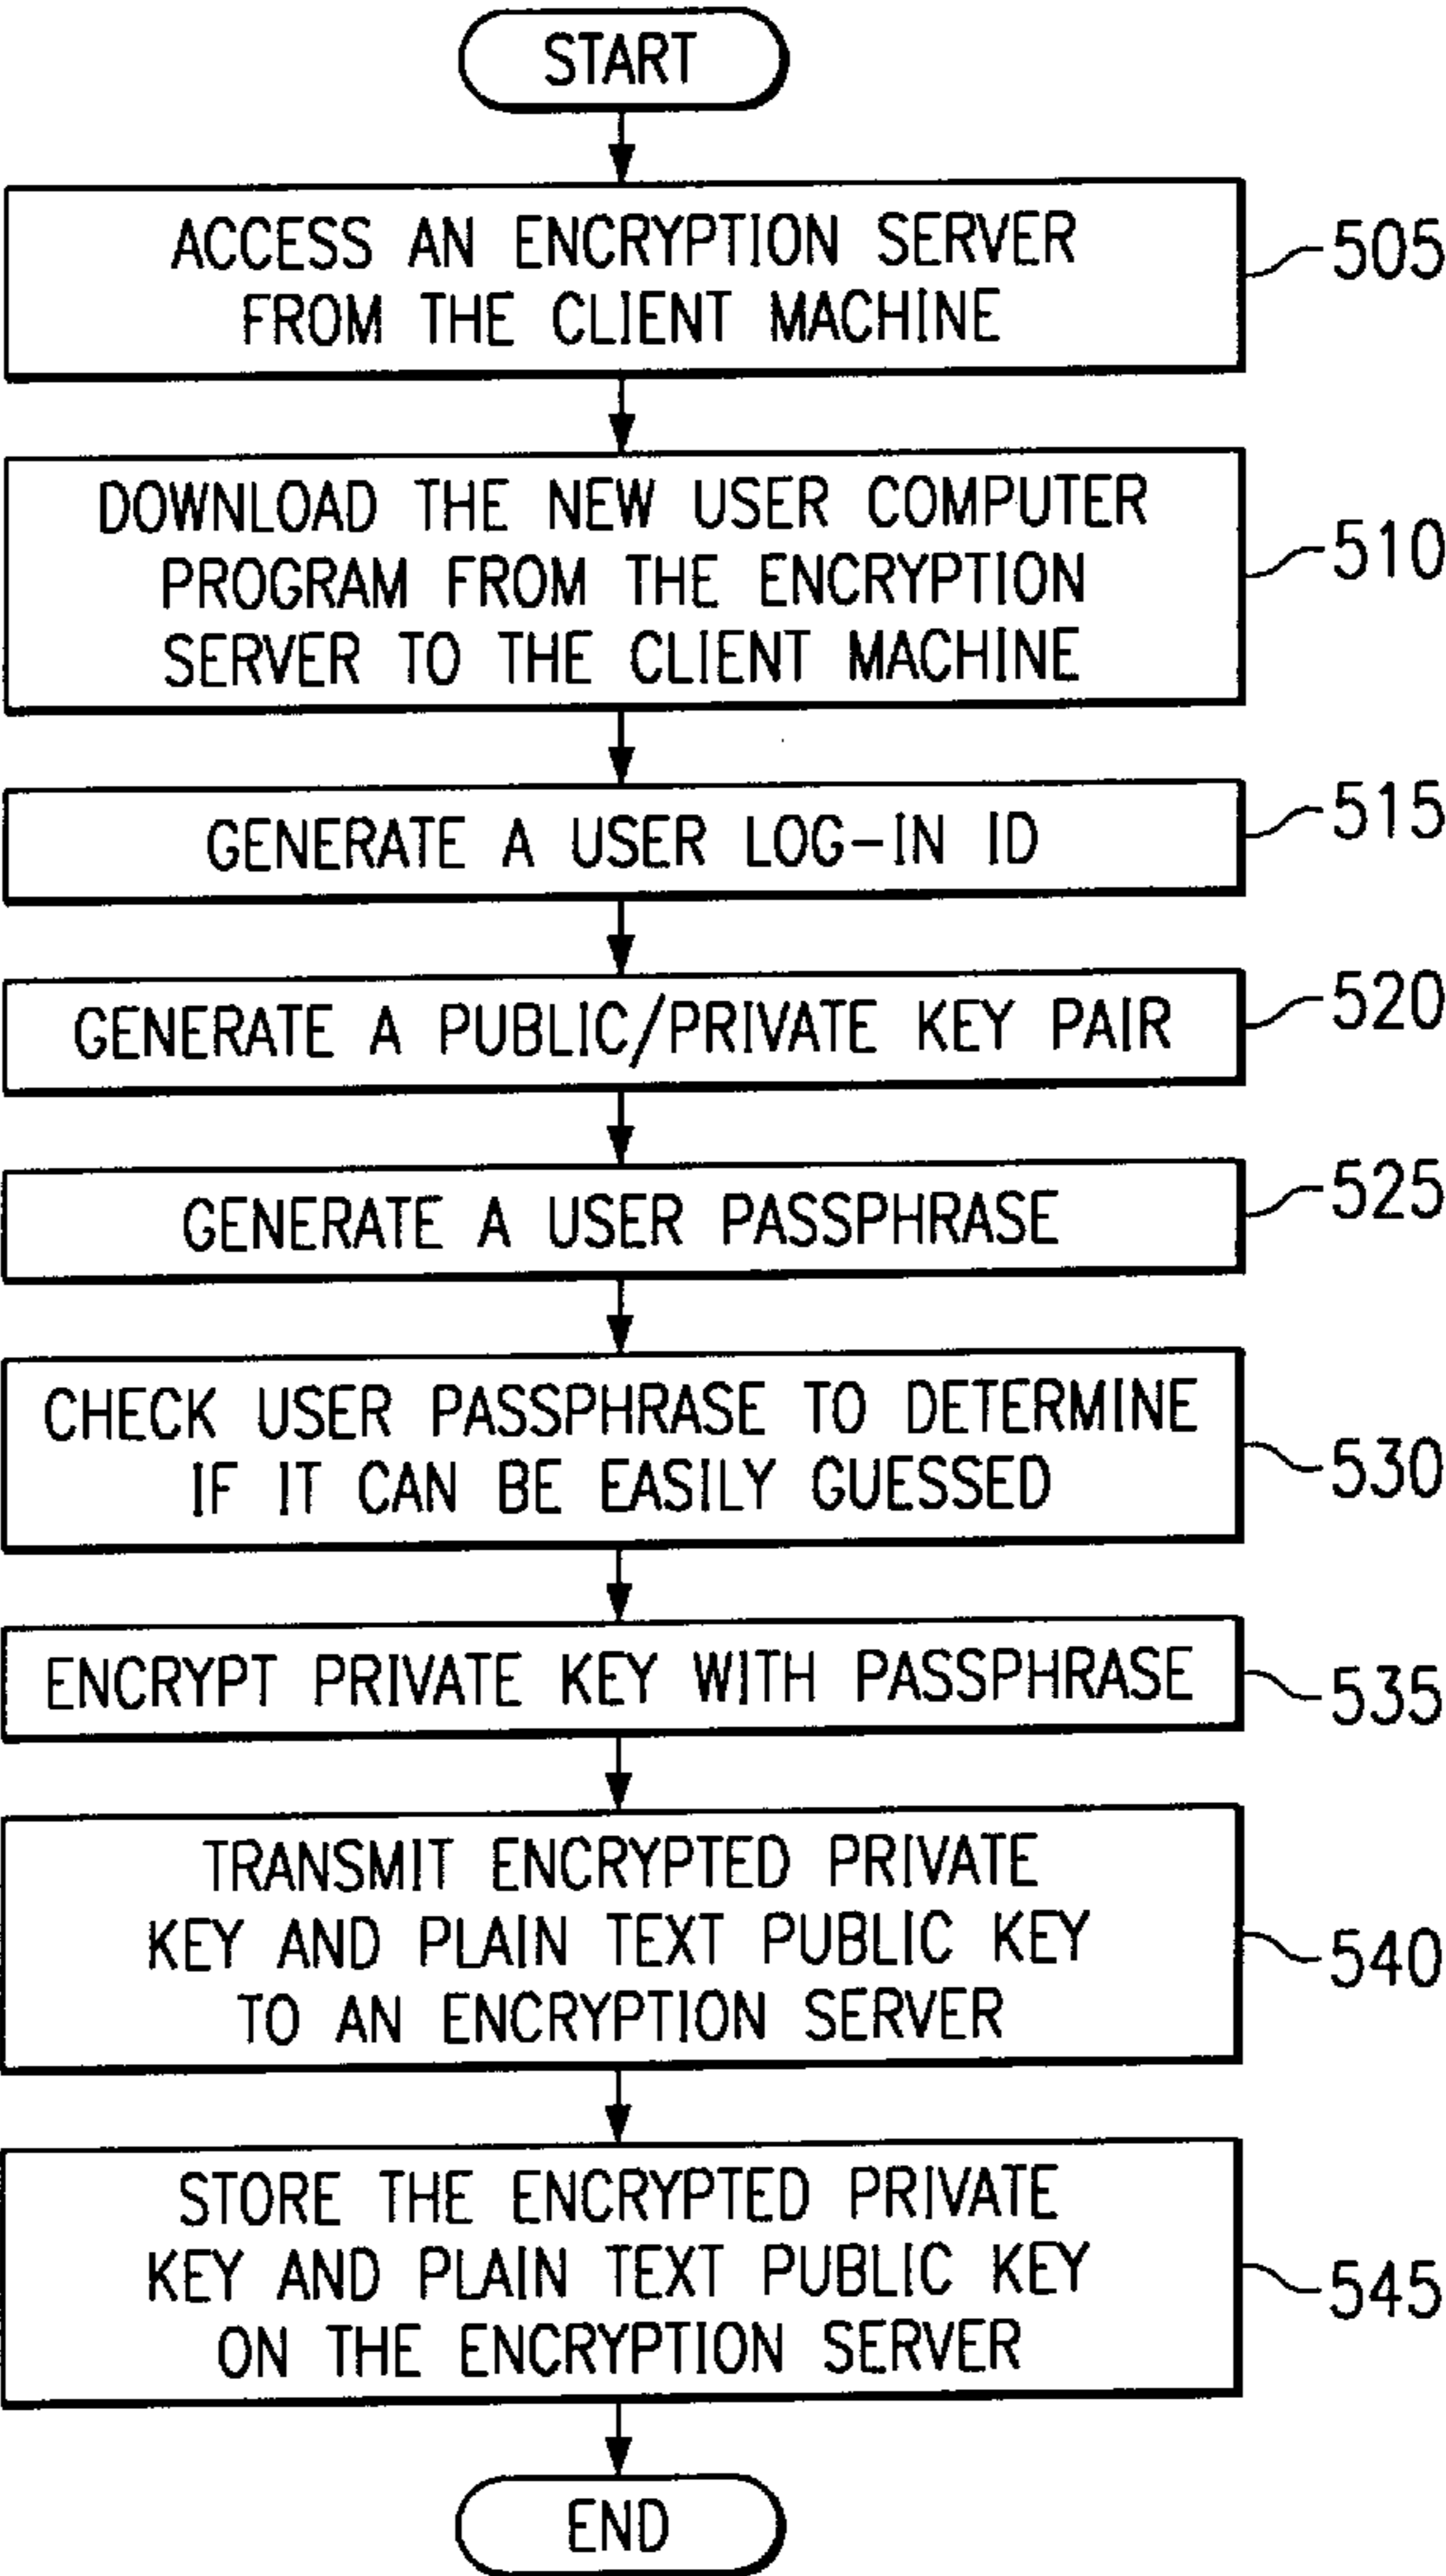 START
ACCESS AN ENCRYPTION SERVER
FROM THE CLIENT MACHINE
505
DOWNLOAD THE NEW USER COMPUTER
PROGRAM FROM THE ENCRYPTION
SERVER TO THE CLIENT MACHINE
510
GENERATE A USER LOG-IN ID
515
GENERATE A PUBLIC/PRIVATE KEY PAIR
520
GENERATE A USER PASSPHRASE
525
CHECK USER PASSPHRASE TO DETERMINE
IF IT CAN BE EASILY GUESSED
530
ENCRYPT PRIVATE KEY WITH PASSPHRASE
535
TRANSMIT ENCRYPTED PRIVATE
KEY AND PLAIN TEXT PUBLIC KEY
TO AN ENCRYPTION SERVER
540
STORE THE ENCRYPTED PRIVATE
KEY AND PLAIN TEXT PUBLIC KEY
ON THE ENCRYPTION SERVER
545
END